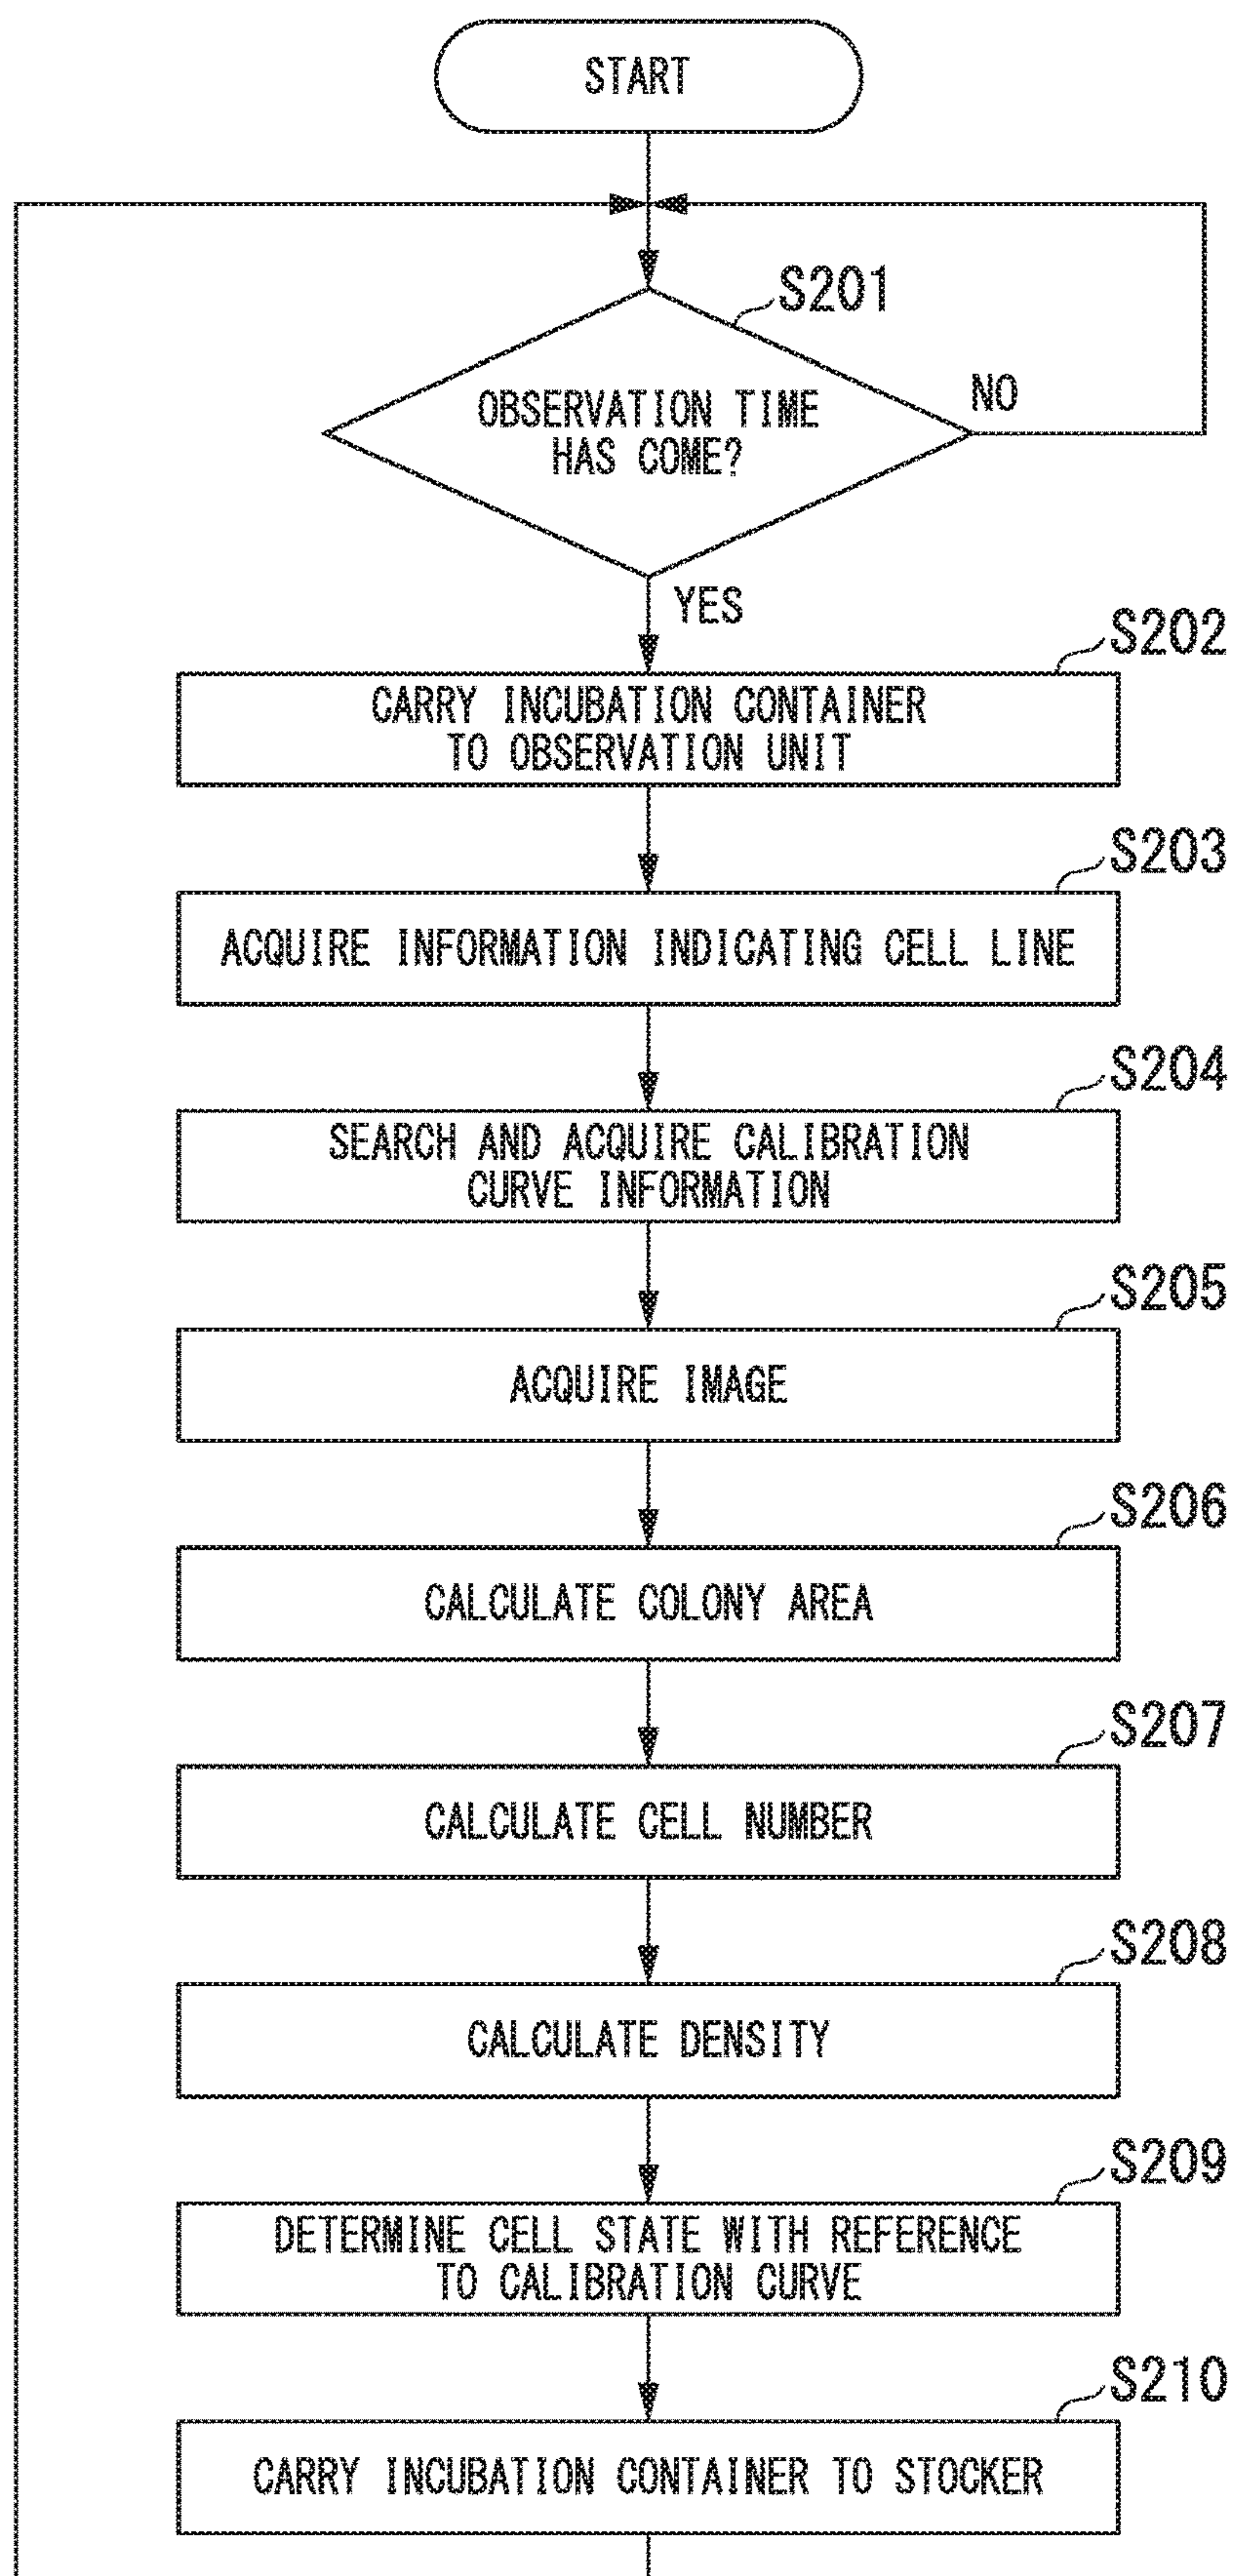 START
S201
OBSERVATION TIME
HAS COME?
NO
YES
S202
CARRY INCUBATION CONTAINER
TO OBSERVATION UNIT
S203
ACQUIRE INFORMATION INDICATING CELL LINE
S204
SEARCH AND ACQUIRE CALIBRATION
CURVE INFORMATION
S205
ACQUIRE IMAGE
S206
CALCULATE COLONY AREA
S207
CALCULATE CELL NUMBER
S208
CALCULATE DENSITY
S209
DETERMINE CELL STATE WITH REFERENCE
TO CALIBRATION CURVE
S210
CARRY INCUBATION CONTAINER TO STOCKER